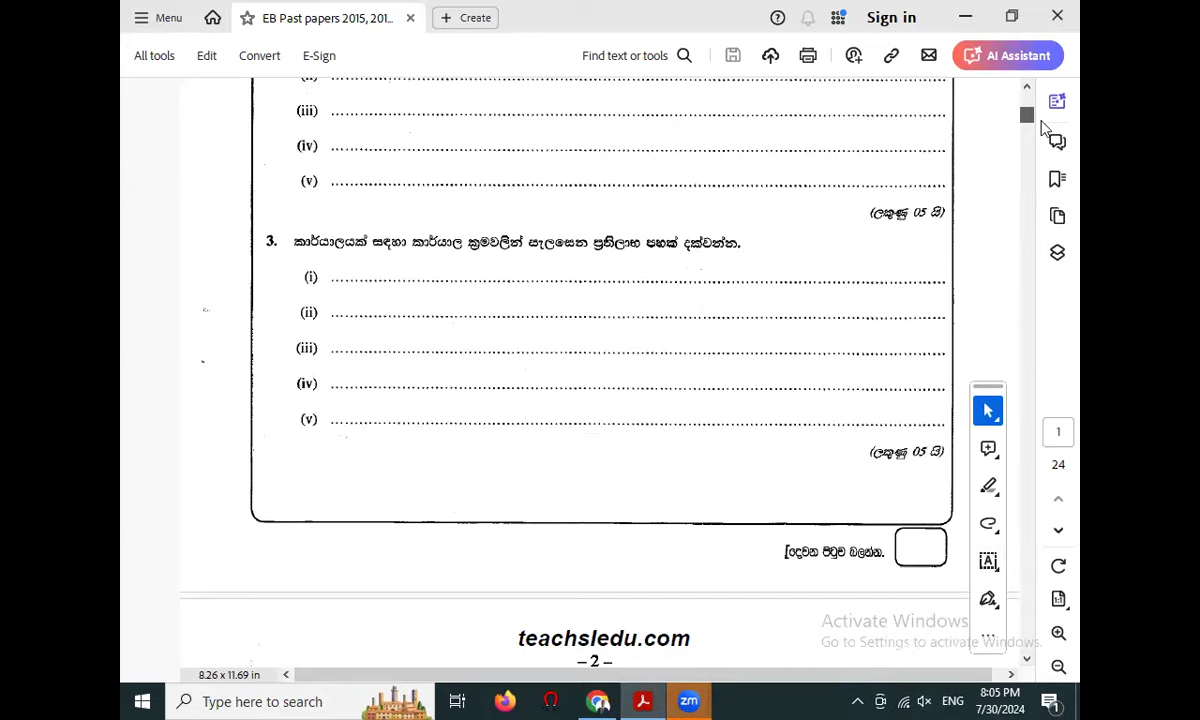 Menu
EB Past papers 2015, 201...
Create
Sign in
All tools
Edit
Convert
E-Sign
Find text or tools
AI Assistant
(iii)
(iv)
(v)
(ලකුණු 05 යි)
3. කාර්යාලයක් සඳහා කාර්යාල ක්‍රමවලින් සැලසෙන ප්‍රතිලාභ පහක් දක්වන්න.
(i)
(ii)
(iii)
(iv)
(v)
(ලකුණු 05 යි)
[දෙවන පිටුව බලන්න.
teachsledu.com
– 2 –
1
24
Activate Windows
Go to Settings to activate Windows.
8.26 x 11.69 in
Type here to search
zm
ENG
8:05 PM
7/30/2024
1